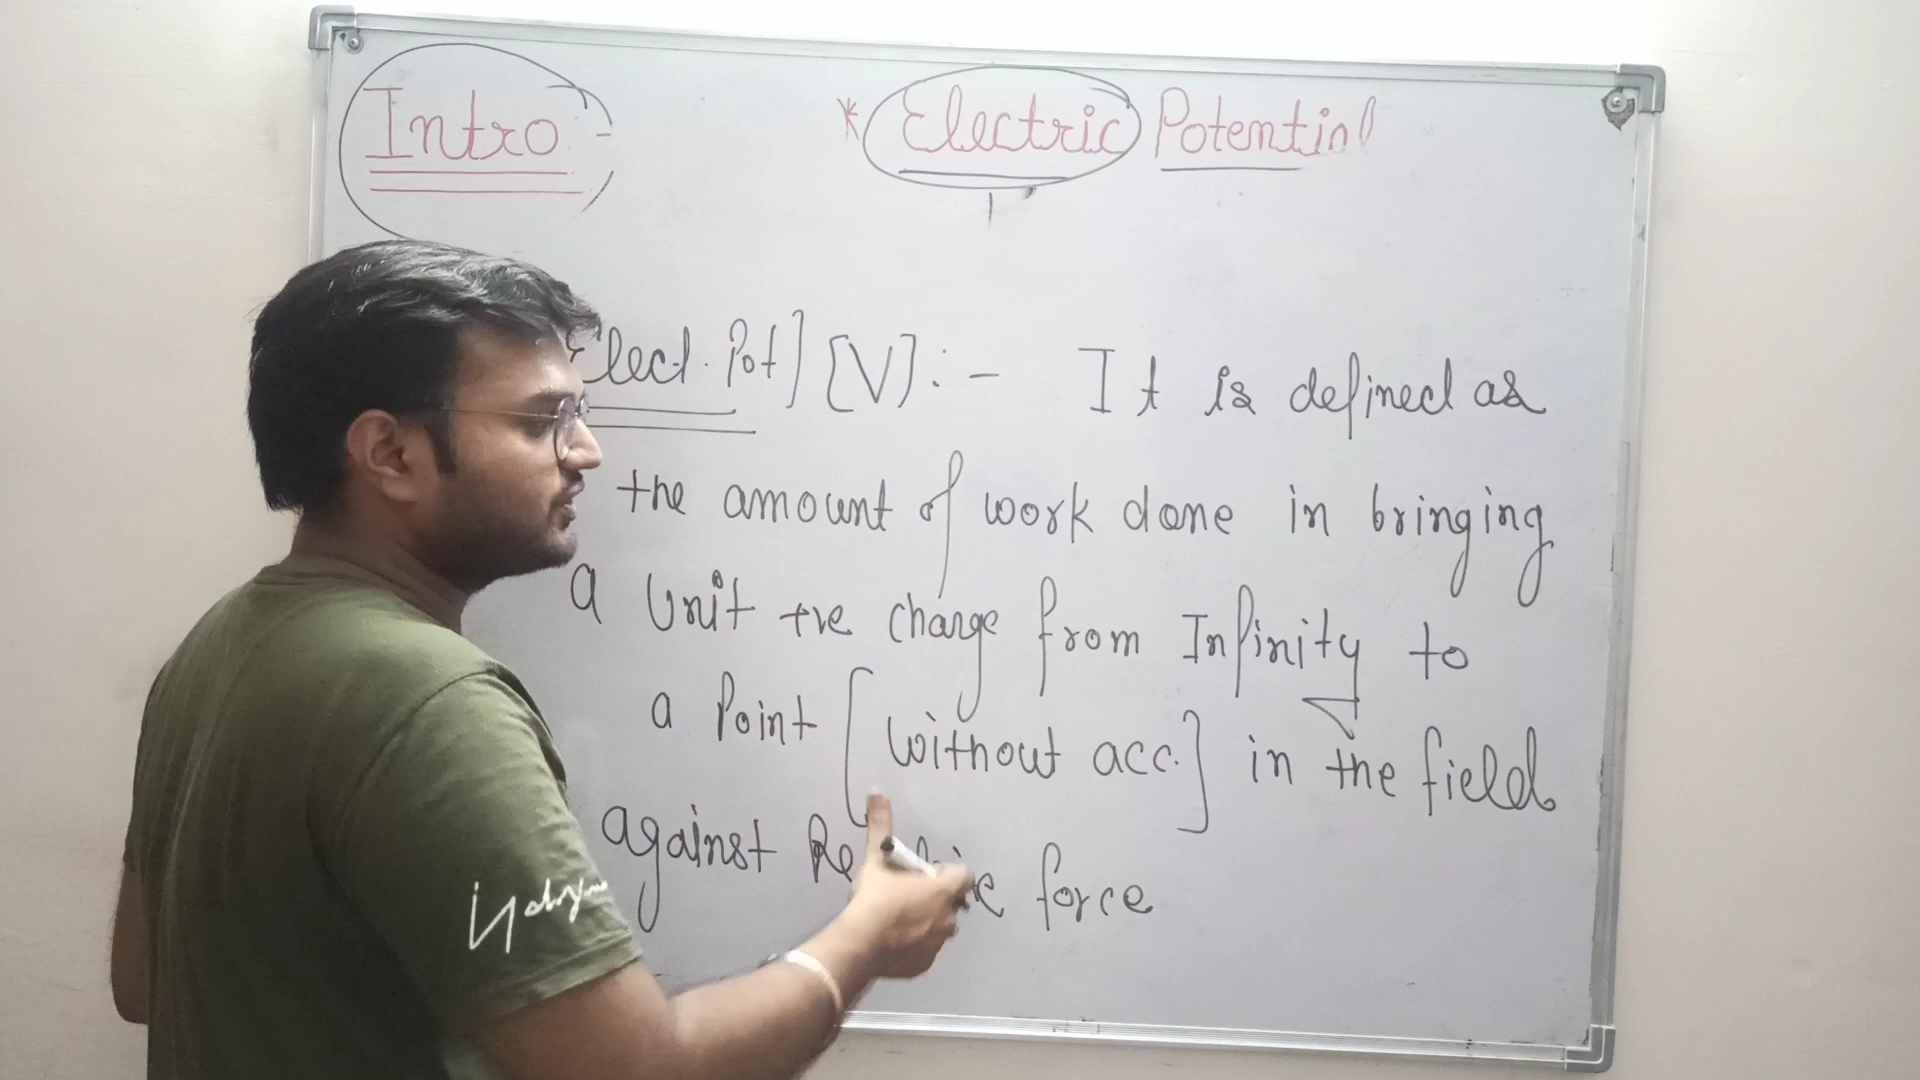 Intro :-
* Electric Potential
Elect. Pot] [V] :- It is defined as
the amount of work done in bringing
a Unit +ve charge from Infinity to
a Point [without acc.] in the field
against force